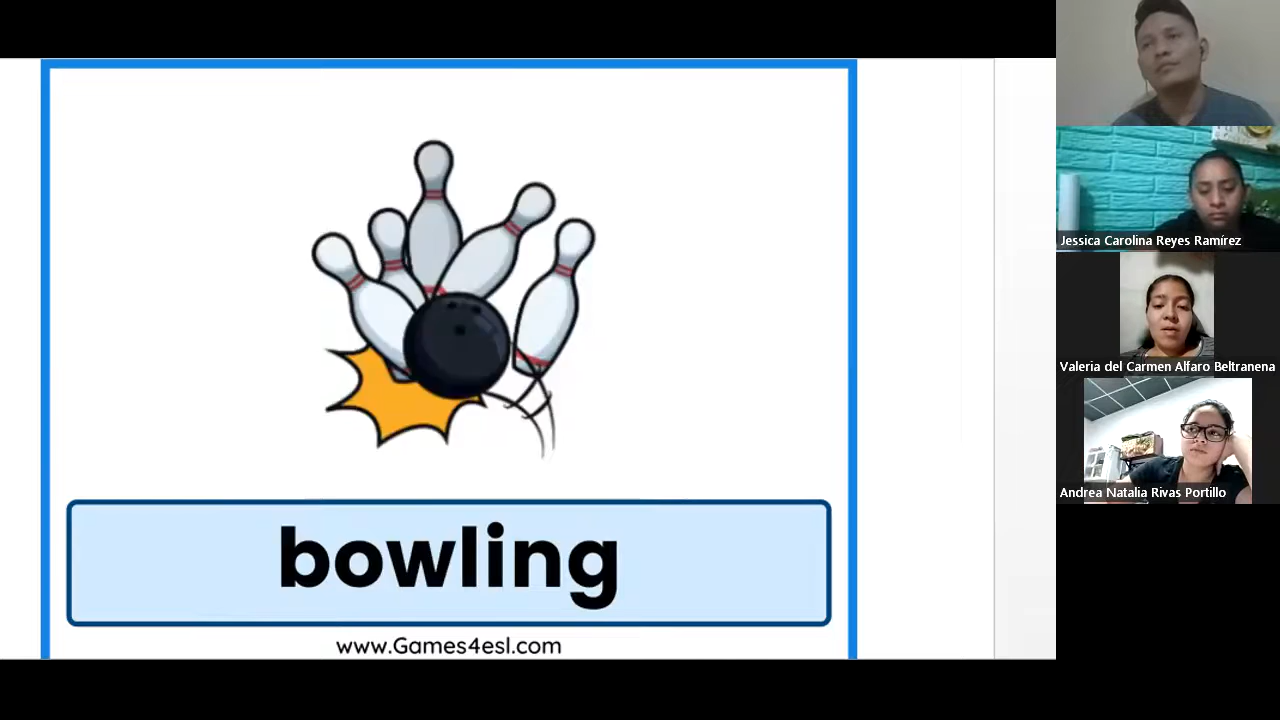 bowling
www.Games4esl.com
Jessica Carolina Reyes Ramírez
Valeria del Carmen Alfaro Beltranena
Andrea Natalia Rivas Portillo